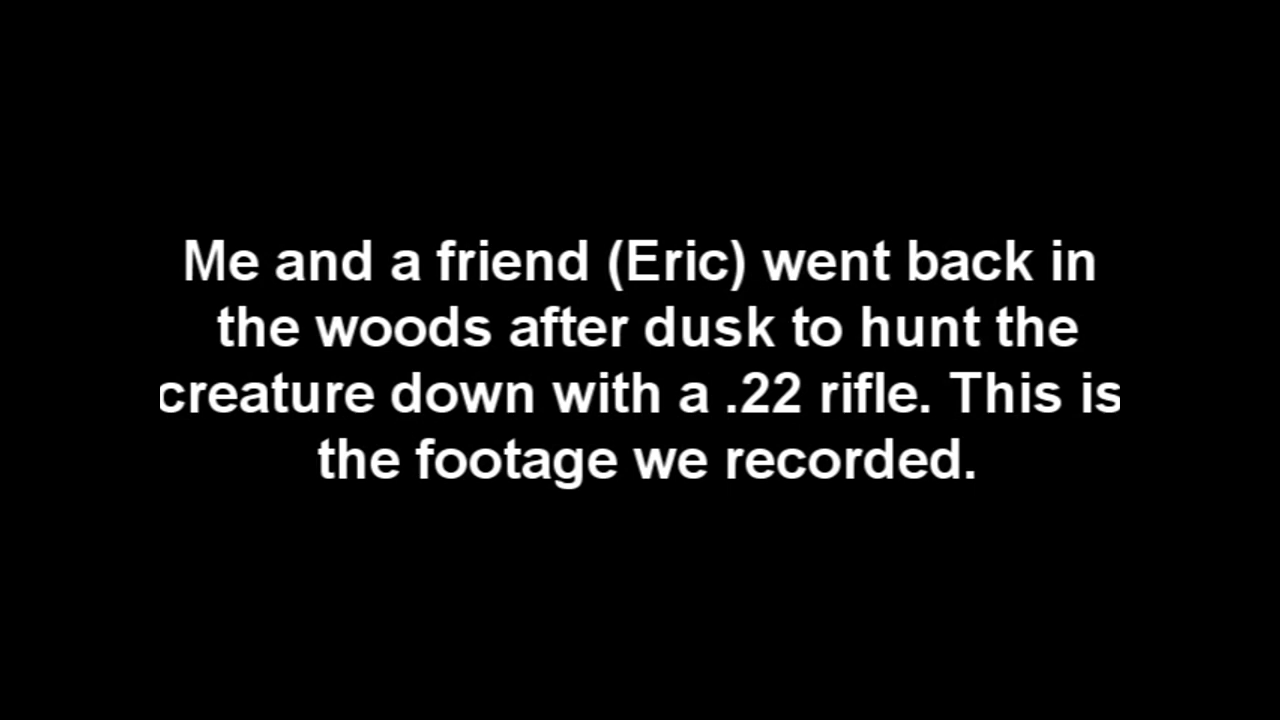 Me and a friend (Eric) went back in
the woods after dusk to hunt the
creature down with a .22 rifle. This is
the footage we recorded.